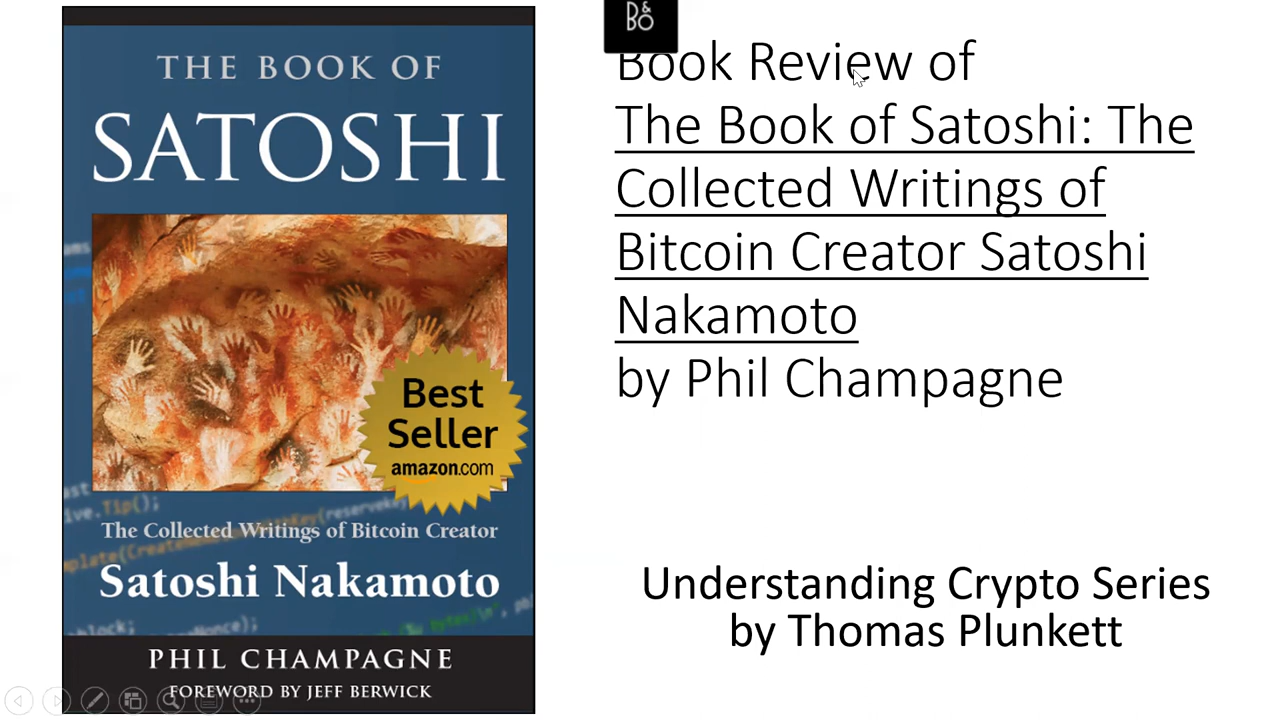 THE BOOK OF
SATOSHI
Best
Seller
amazon.com
The Collected Writings of Bitcoin Creator
Satoshi Nakamoto
PHIL CHAMPAGNE
FOREWORD BY JEFF BERWICK
D&
BO
Book Review of
The Book of Satoshi: The
Collected Writings of
Bitcoin Creator Satoshi
Nakamoto
by Phil Champagne
Understanding Crypto Series
by Thomas Plunkett